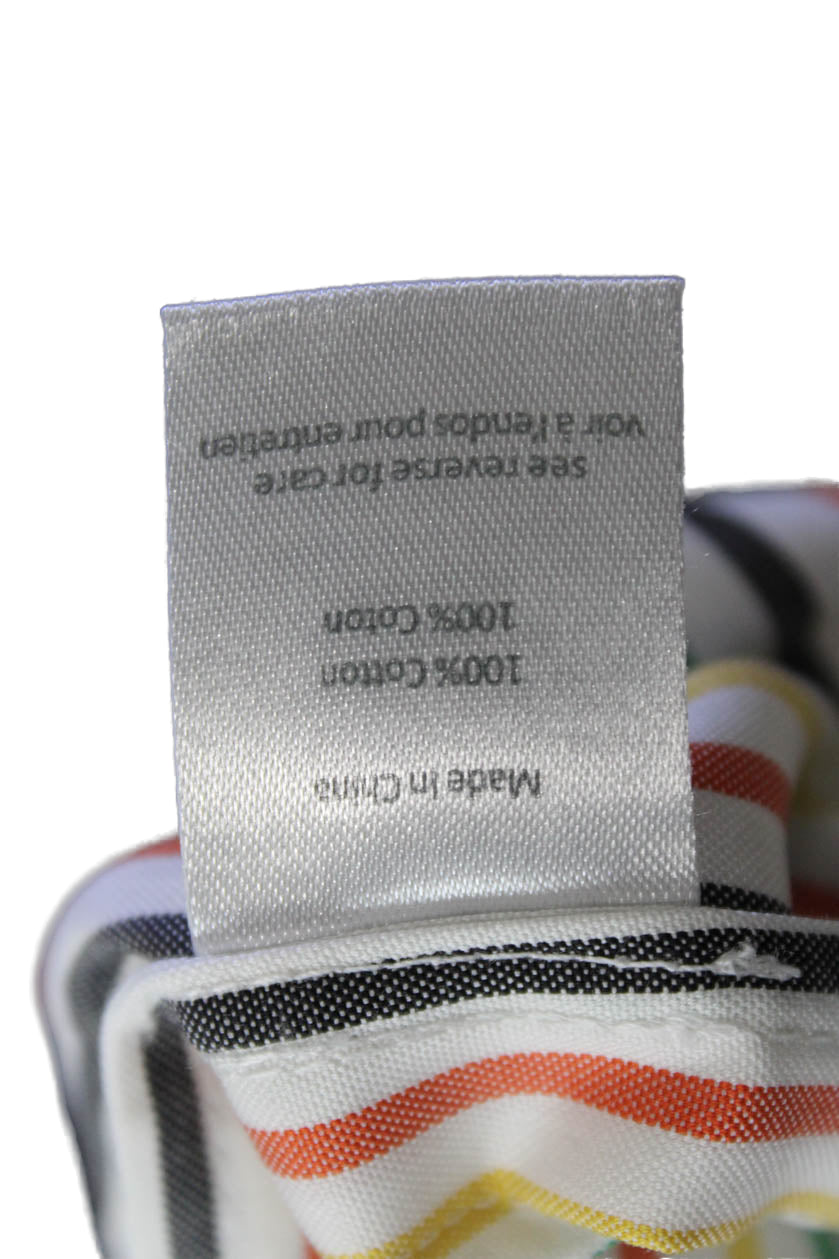 Made In China
100% Cotton
100% Coton
see reverse for care
voir à l'endos pour entretien